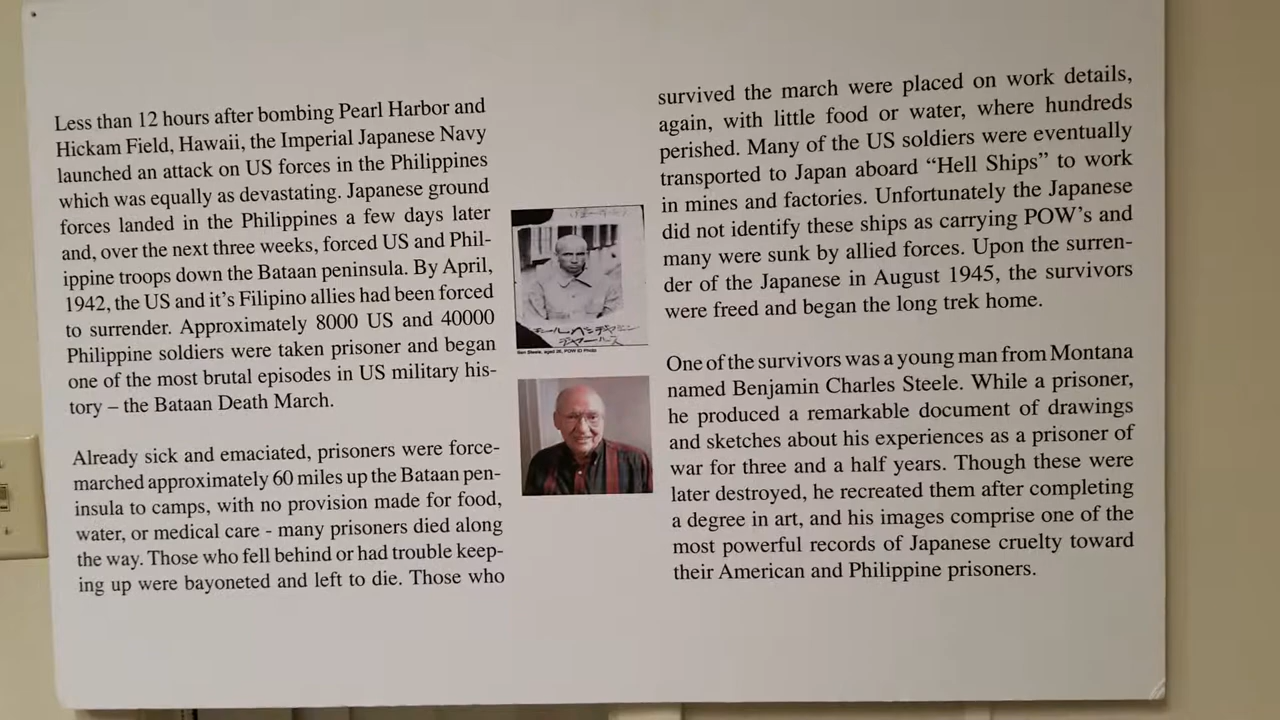 Less than 12 hours after bombing Pearl Harbor and
Hickam Field, Hawaii, the Imperial Japanese Navy
launched an attack on US forces in the Philippines
which was equally as devastating. Japanese ground
forces landed in the Philippines a few days later
and, over the next three weeks, forced US and Phil-
ippine troops down the Bataan peninsula. By April,
1942, the US and it's Filipino allies had been forced
to surrender. Approximately 8000 US and 40000
Philippine soldiers were taken prisoner and began
one of the most brutal episodes in US military his-
tory – the Bataan Death March.
Already sick and emaciated, prisoners were force-
marched approximately 60 miles up the Bataan pen-
insula to camps, with no provision made for food,
water, or medical care - many prisoners died along
the way. Those who fell behind or had trouble keep-
ing up were bayoneted and left to die. Those who
Ben Steele, aged 26, POW ID Photo
survived the march were placed on work details,
again, with little food or water, where hundreds
perished. Many of the US soldiers were eventually
transported to Japan aboard “Hell Ships” to work
in mines and factories. Unfortunately the Japanese
did not identify these ships as carrying POW's and
many were sunk by allied forces. Upon the surren-
der of the Japanese in August 1945, the survivors
were freed and began the long trek home.
One of the survivors was a young man from Montana
named Benjamin Charles Steele. While a prisoner,
he produced a remarkable document of drawings
and sketches about his experiences as a prisoner of
war for three and a half years. Though these were
later destroyed, he recreated them after completing
a degree in art, and his images comprise one of the
most powerful records of Japanese cruelty toward
their American and Philippine prisoners.